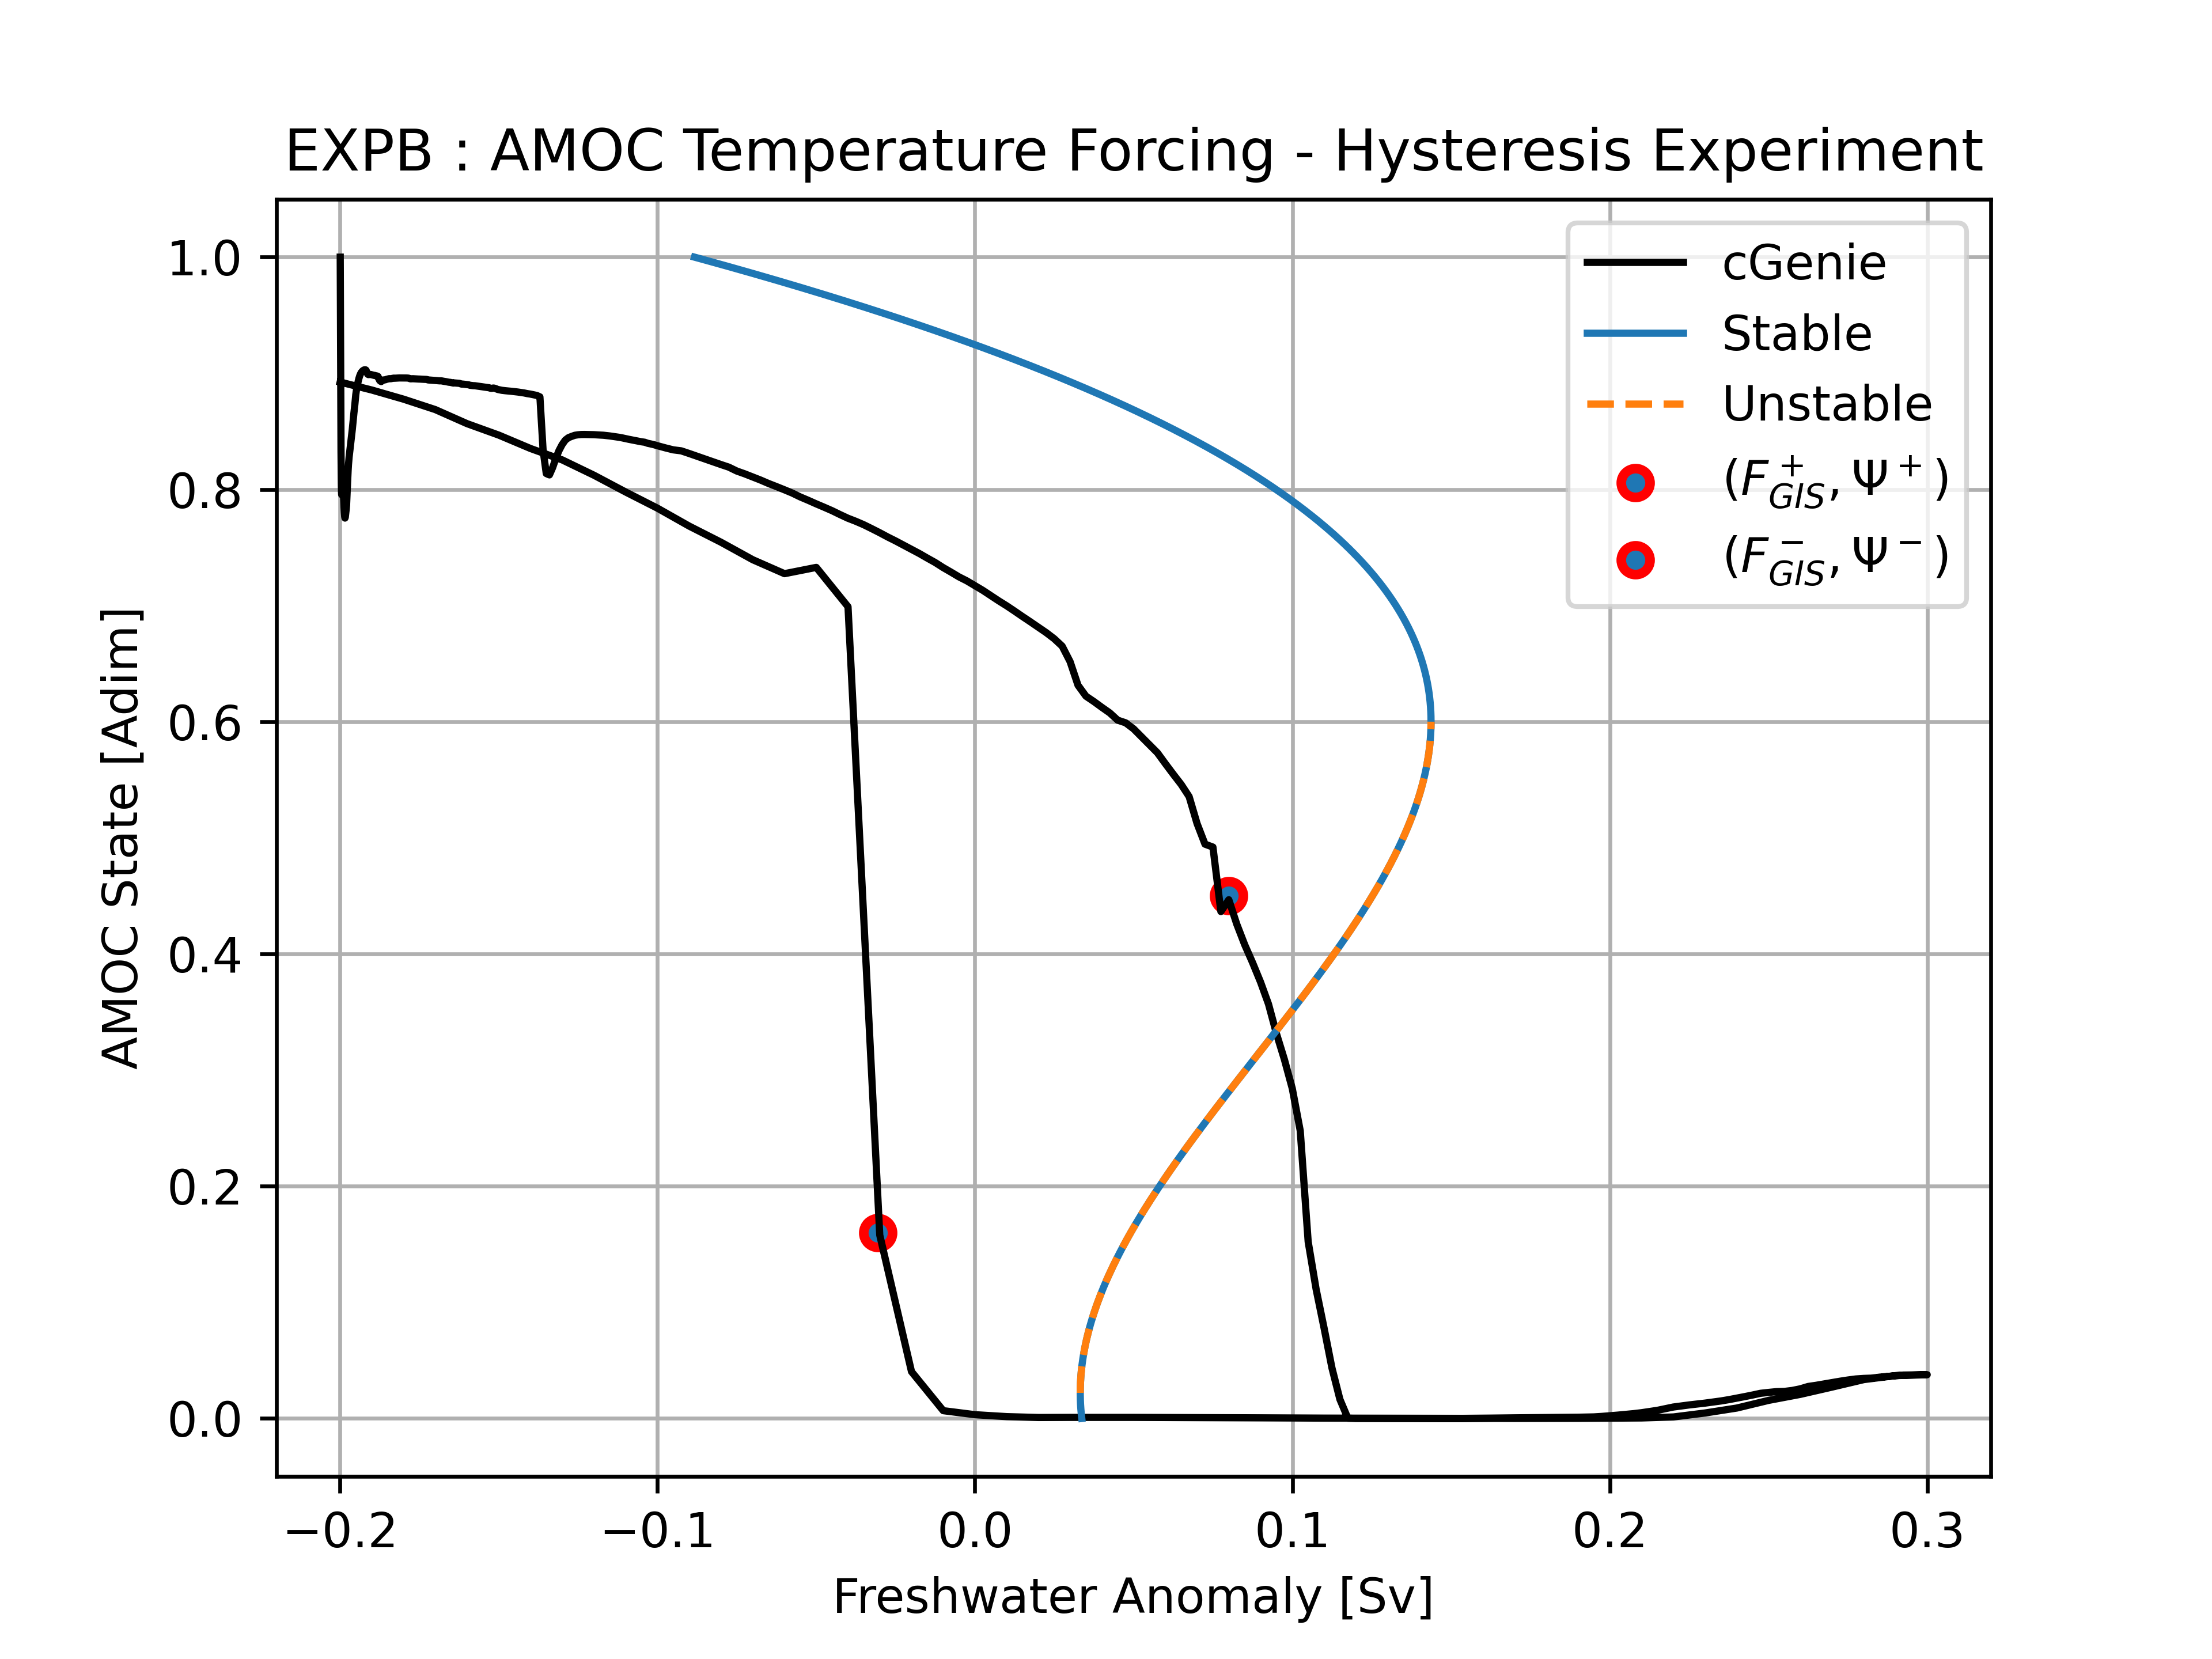 EXPB : AMOC Temperature Forcing - Hysteresis Experiment
cGenie
Stable
Unstable
(F_{GIS}^{+}, Ψ^{+})
(F_{GIS}^{−}, Ψ^{−})
AMOC State [Adim]
1.0
0.8
0.6
0.4
0.2
0.0
−0.2 −0.1 0.0 0.1 0.2 0.3
Freshwater Anomaly [Sv]